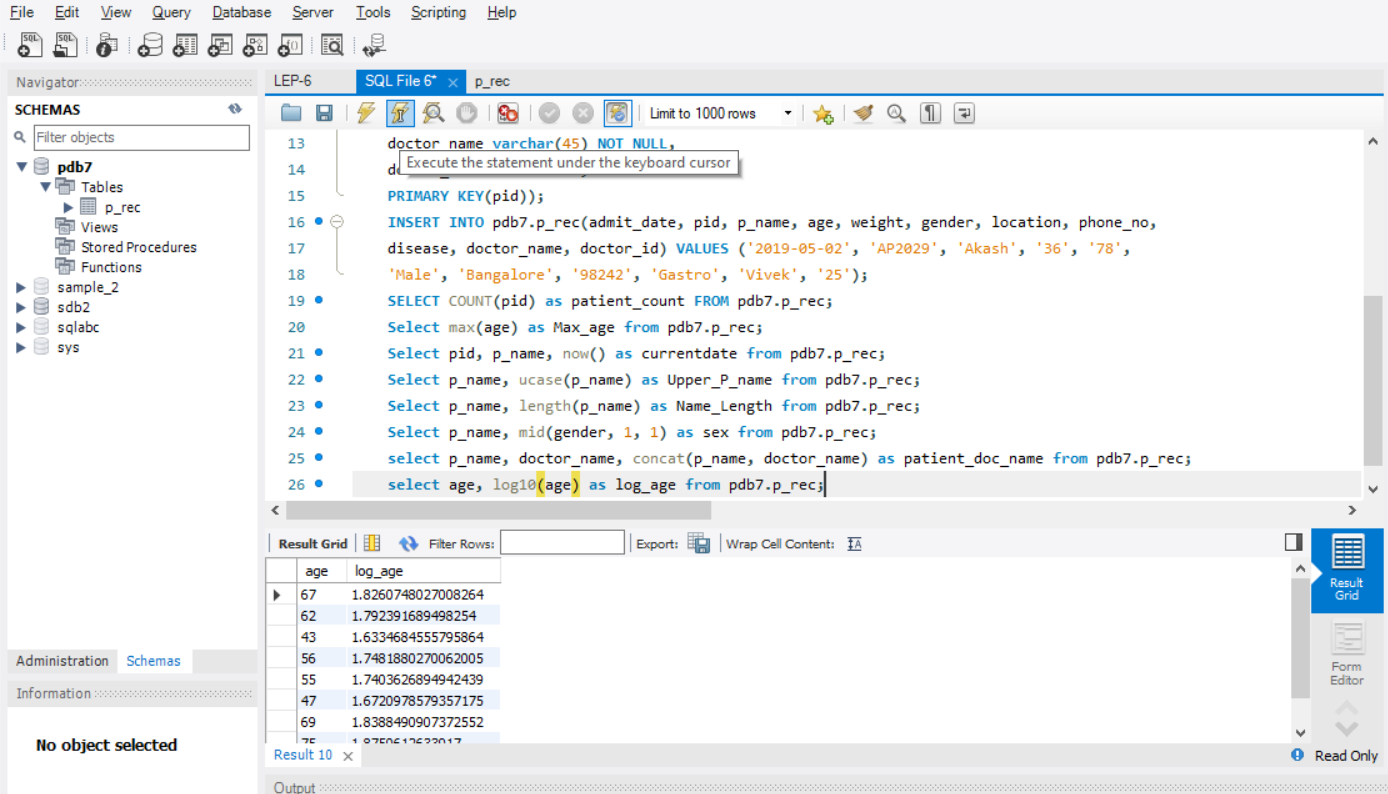 File Edit View Query Database Server Tools Scripting Help
Navigator
SCHEMAS
Filter objects
pdb7
Tables
p_rec
Views
Stored Procedures
Functions
sample_2
sdb2
sqlabc
sys
Administration Schemas
Information
No object selected
LEP-6 SQL File 6* p_rec
Limit to 1000 rows
13 doctor_name varchar(45) NOT NULL,
Execute the statement under the keyboard cursor
14
15 PRIMARY KEY(pid));
16 INSERT INTO pdb7.p_rec(admit_date, pid, p_name, age, weight, gender, location, phone_no,
17 disease, doctor_name, doctor_id) VALUES ('2019-05-02', 'AP2029', 'Akash', '36', '78',
18 'Male', 'Bangalore', '98242', 'Gastro', 'Vivek', '25');
19 SELECT COUNT(pid) as patient_count FROM pdb7.p_rec;
20 Select max(age) as Max_age from pdb7.p_rec;
21 Select pid, p_name, now() as currentdate from pdb7.p_rec;
22 Select p_name, ucase(p_name) as Upper_P_name from pdb7.p_rec;
23 Select p_name, length(p_name) as Name_Length from pdb7.p_rec;
24 Select p_name, mid(gender, 1, 1) as sex from pdb7.p_rec;
25 select p_name, doctor_name, concat(p_name, doctor_name) as patient_doc_name from pdb7.p_rec;
26 select age, log10(age) as log_age from pdb7.p_rec;
Result Grid Filter Rows: Export: Wrap Cell Content:
age log_age
67 1.8260748027008264
62 1.792391689498254
43 1.6334684555795864
56 1.7481880270062005
55 1.7403626894942439
47 1.6720978579357175
69 1.8388490907372552
75 1.8750612633917
Result Grid
Form Editor
Result 10
Read Only
Output